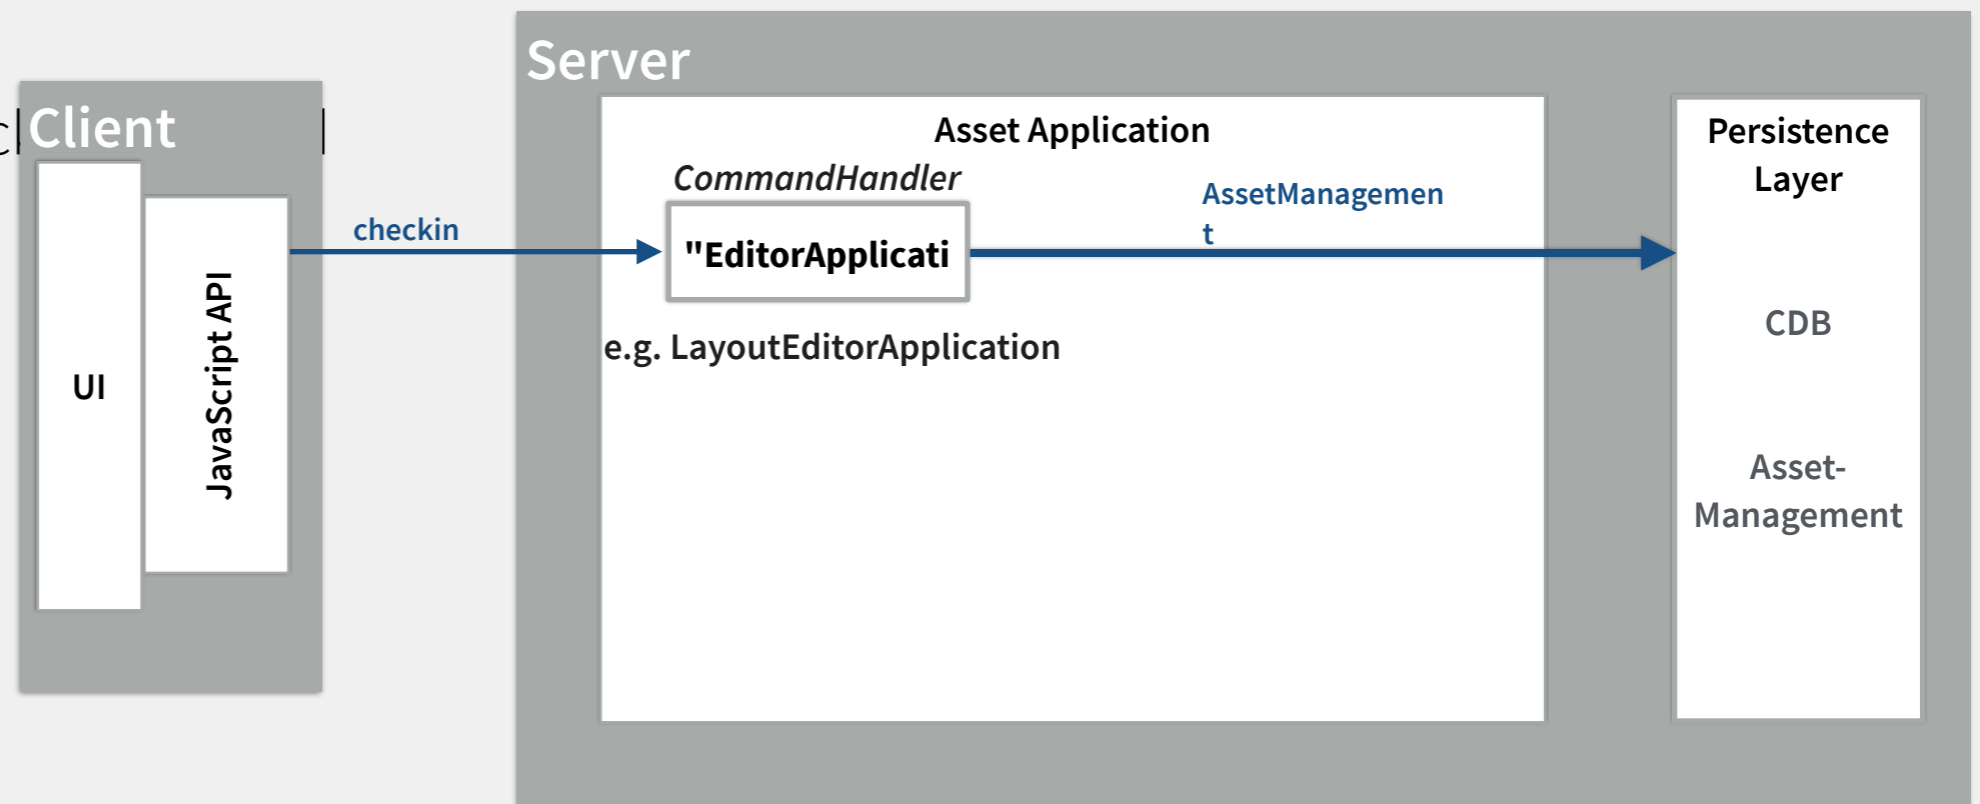 Server
Client
Asset Application
Persistence
Layer
CommandHandler
AssetManagemen
t
checkin
"EditorApplicati
CDB
e.g. LayoutEditorApplication
UI
JavaScript API
Asset-
Management